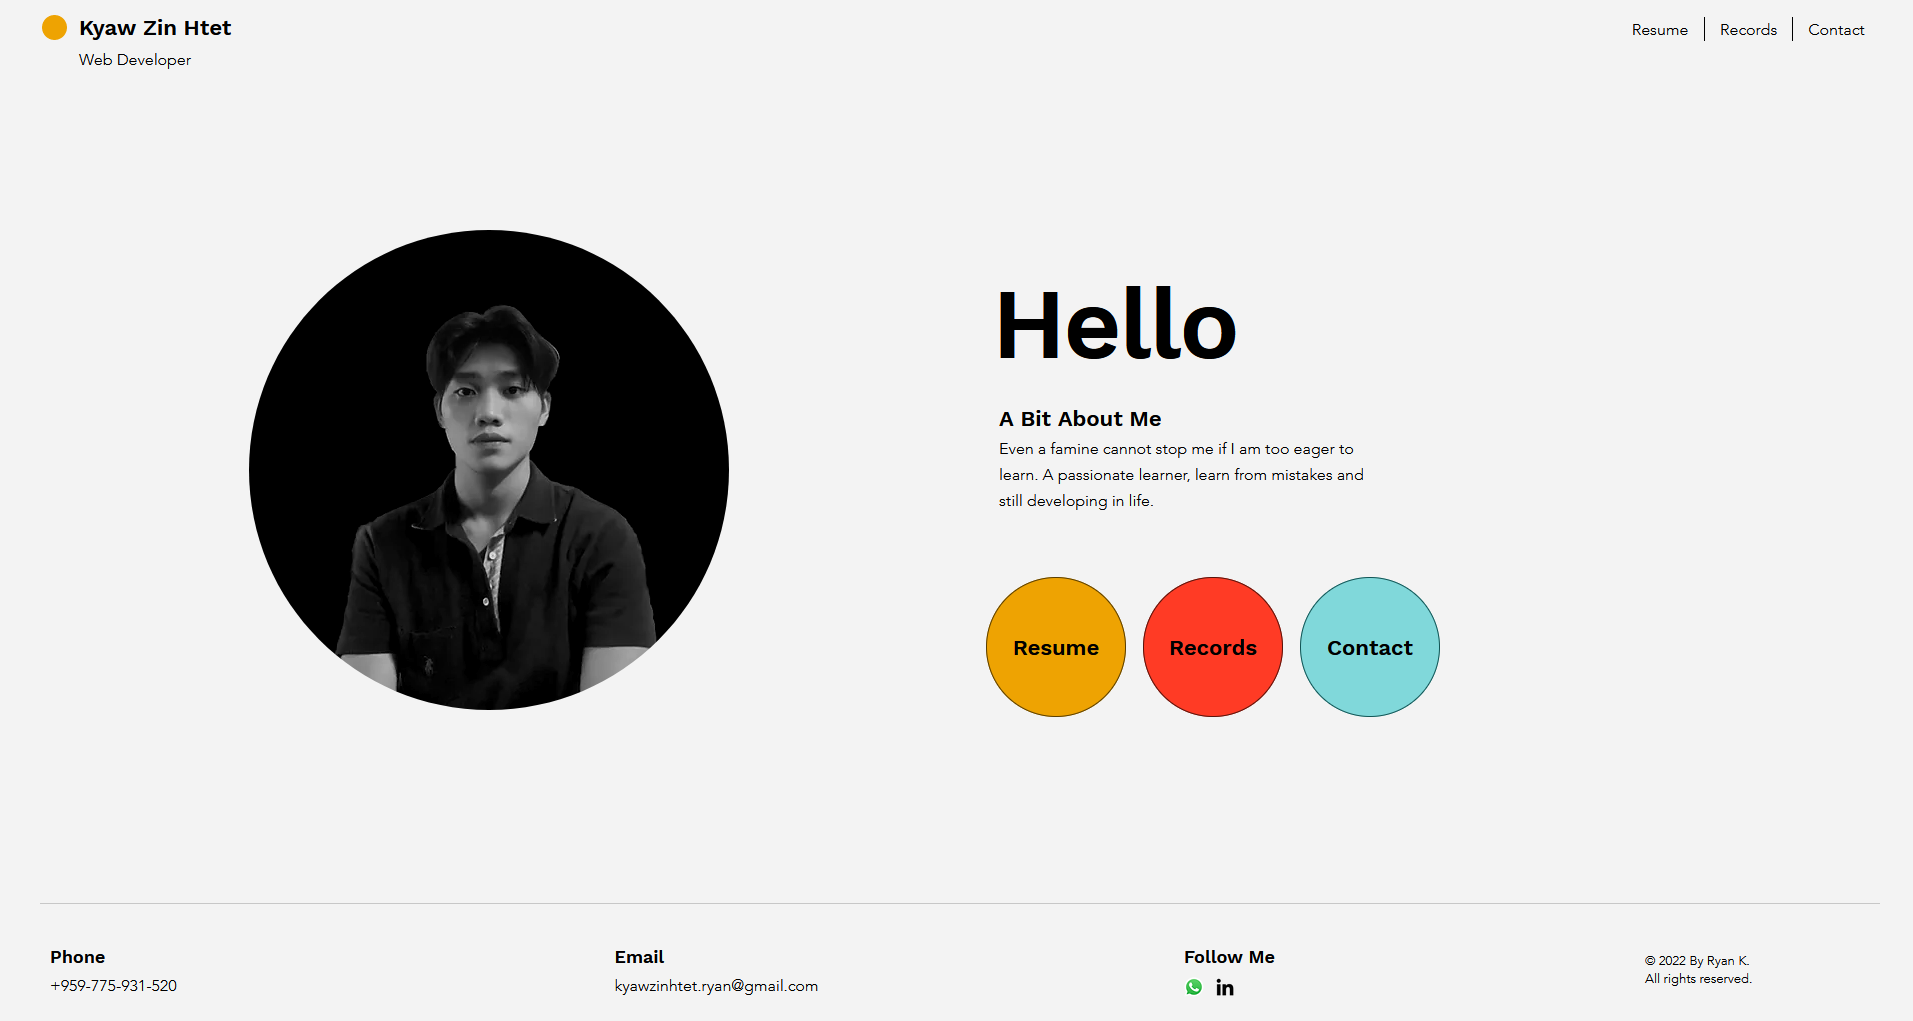 Kyaw Zin Htet
Web Developer
Resume
Records
Contact
Hello
A Bit About Me
Even a famine cannot stop me if I am too eager to
learn. A passionate learner, learn from mistakes and
still developing in life.
Resume
Records
Contact
Phone
+959-775-931-520
Email
kyawzinhtet.ryan@gmail.com
Follow Me
in
© 2022 By Ryan K.
All rights reserved.